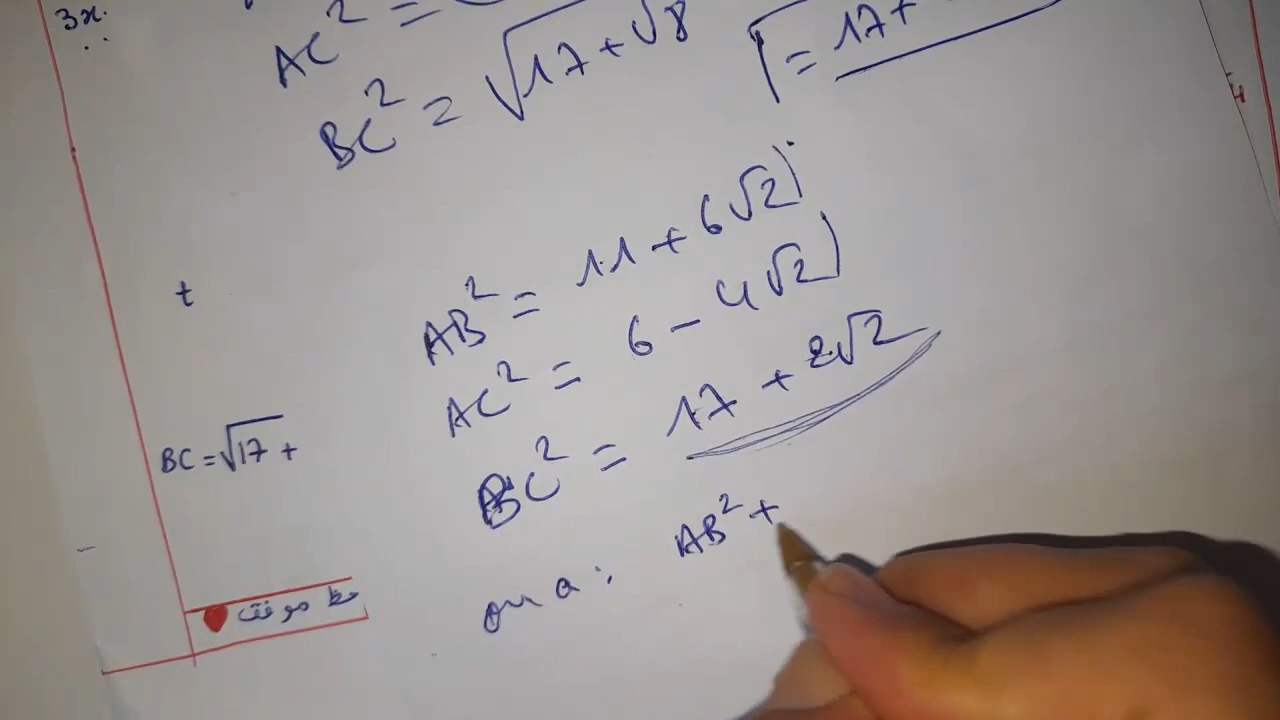 3x.
AC² =
BC² = √17+√8
= 17+
AB² = 11 + 6√2
AC² = 6 - 4√2
BC² = 17 + 2√2
t
BC = √17 +
on a : AB² +
حظ موفق